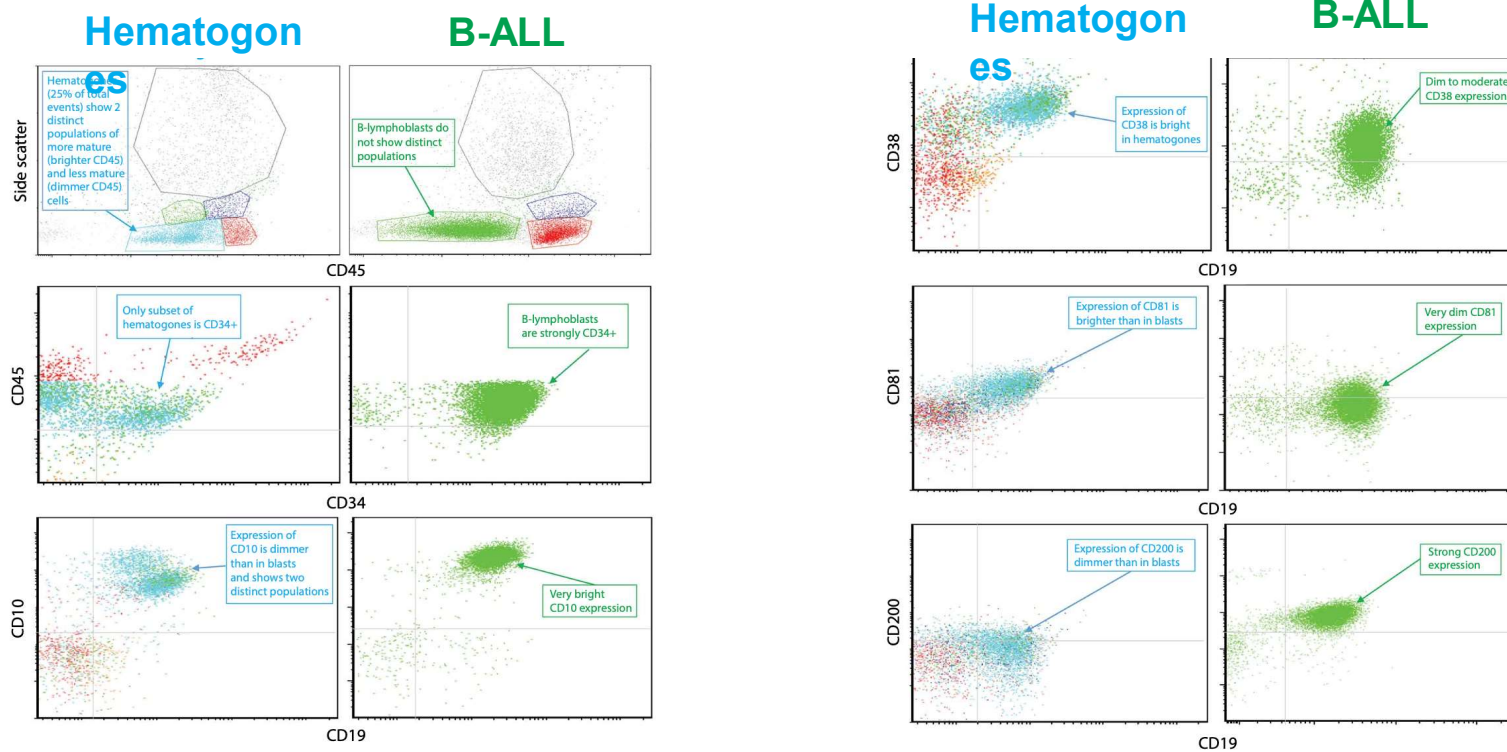 Hematogon
es
B-ALL
Hematogones
(25% of total
events) show 2
distinct
populations of
more mature
(brighter CD45)
and less mature
(dimmer CD45)
cells
B-lymphoblasts do
not show distinct
populations
Side scatter
CD45
Only subset of
hematogones is CD34+
B-lymphoblasts
are strongly CD34+
CD45
CD34
Expression of
CD10 is dimmer
than in blasts
and shows two
distinct populations
Very bright
CD10 expression
CD10
CD19
Hematogon
es
B-ALL
Expression of
CD38 is bright
in hematogones
Dim to moderate
CD38 expression
CD38
CD19
Expression of CD81 is
brighter than in blasts
Very dim CD81
expression
CD81
CD19
Expression of CD200 is
dimmer than in blasts
Strong CD200
expression
CD200
CD19